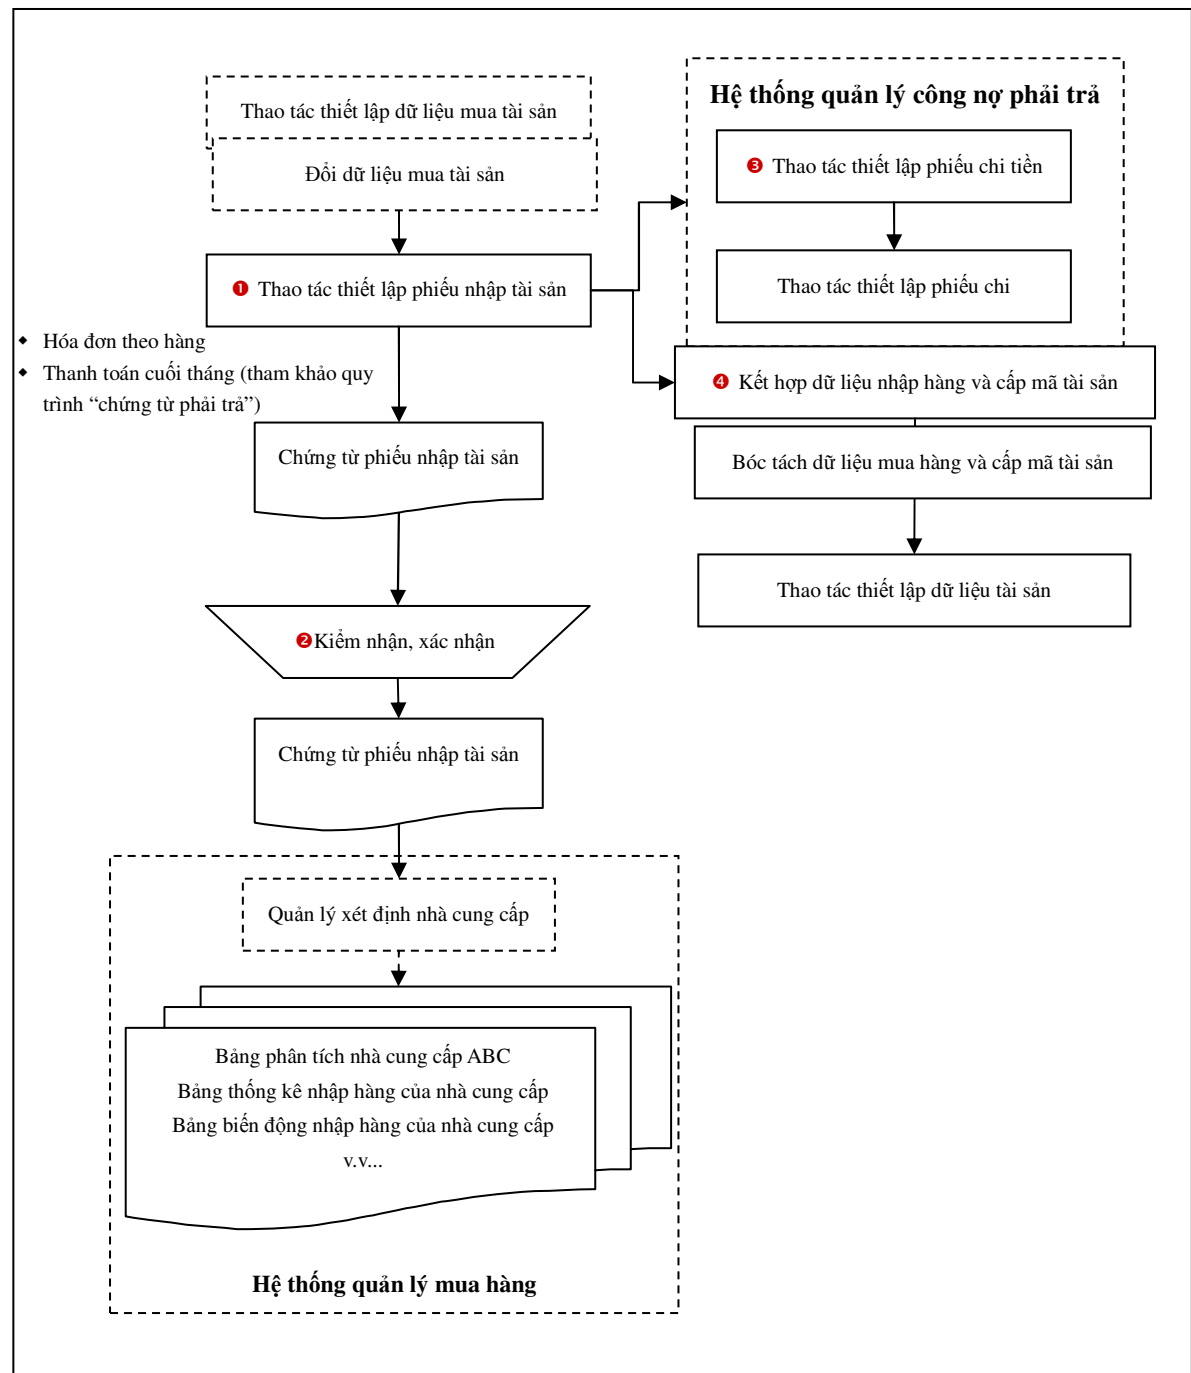 Thao tác thiết lập dữ liệu mua tài sản
Đổi dữ liệu mua tài sản
❶ Thao tác thiết lập phiếu nhập tài sản
Hệ thống quản lý công nợ phải trả
❸ Thao tác thiết lập phiếu chi tiền
Thao tác thiết lập phiếu chi
◆ Hóa đơn theo hàng
◆ Thanh toán cuối tháng (tham khảo quy
trình “chứng từ phải trả”)
❹ Kết hợp dữ liệu nhập hàng và cấp mã tài sản
Bóc tách dữ liệu mua hàng và cấp mã tài sản
Thao tác thiết lập dữ liệu tài sản
Chứng từ phiếu nhập tài sản
❷Kiểm nhận, xác nhận
Chứng từ phiếu nhập tài sản
Quản lý xét định nhà cung cấp
Bảng phân tích nhà cung cấp ABC
Bảng thống kê nhập hàng của nhà cung cấp
Bảng biến động nhập hàng của nhà cung cấp
v.v...
Hệ thống quản lý mua hàng